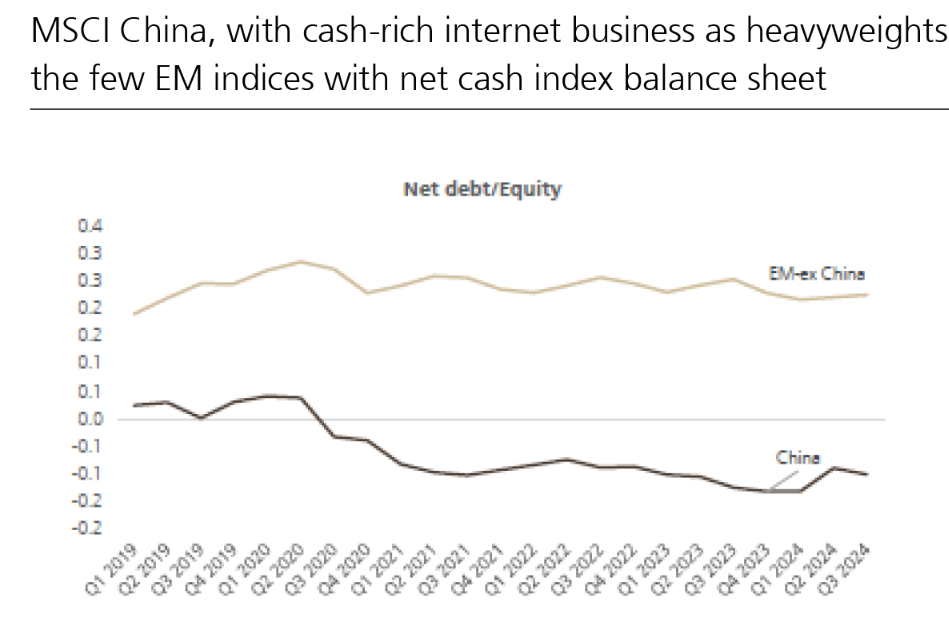 MSCI China, with cash-rich internet business as heavyweights
the few EM indices with net cash index balance sheet
Net debt/Equity
0.4
0.3
0.3
0.2
0.2
0.1
0.1
0.0
-0.1
-0.1
-0.2
-0.2
EM-ex China
China
Q1 2019
Q2 2019
Q3 2019
Q4 2019
Q1 2020
Q2 2020
Q3 2020
Q4 2020
Q1 2021
Q2 2021
Q3 2021
Q4 2021
Q1 2022
Q2 2022
Q3 2022
Q4 2022
Q1 2023
Q2 2023
Q3 2023
Q4 2023
Q1 2024
Q2 2024
Q3 2024